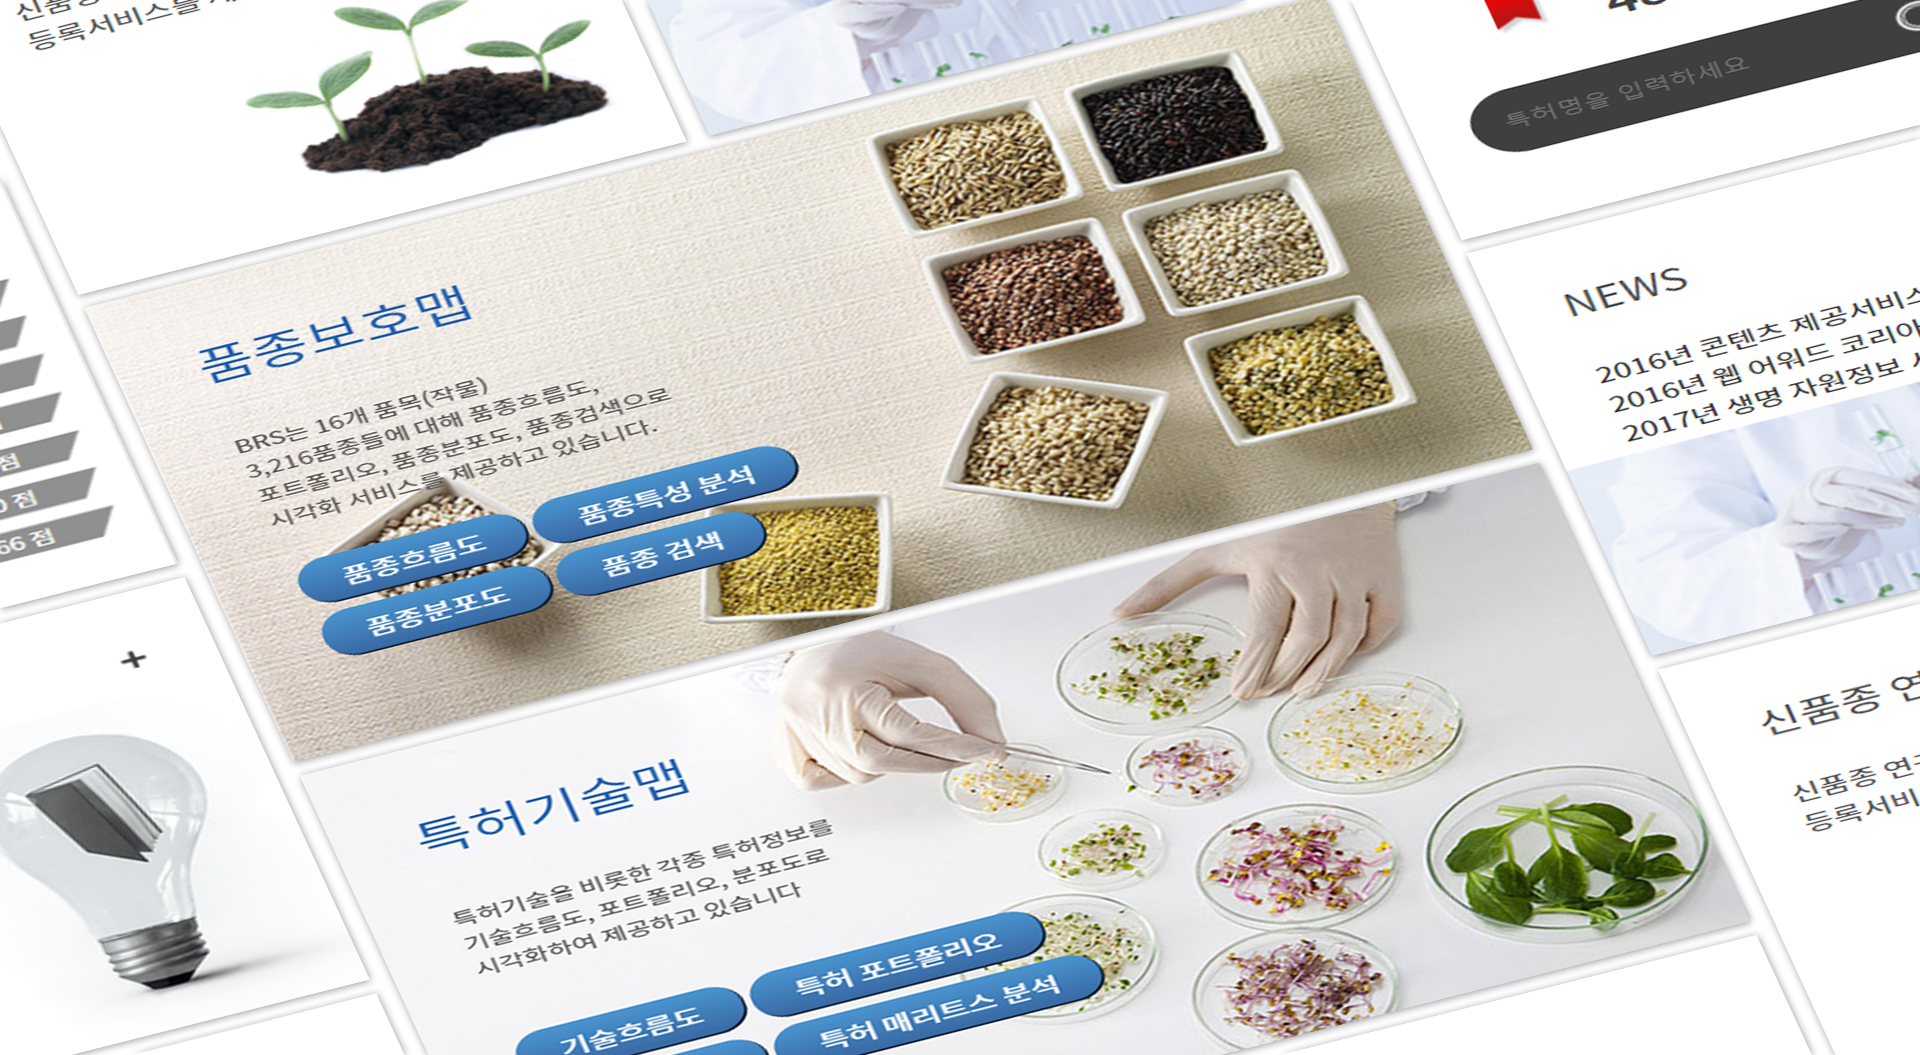 등록서비스를
품종보호맵
BRS는 16개 품목(작물)
3,216품종들에 대해 품종흐름도,
포트폴리오, 품종분포도, 품종검색으로
시각화 서비스를 제공하고 있습니다.
품종흐름도
품종특성 분석
품종분포도
품종 검색
특허기술맵
특허기술을 비롯한 각종 특허정보를
기술흐름도, 포트폴리오, 분포도로
시각화하여 제공하고 있습니다
기술흐름도
특허 포트폴리오
특허 매리트스 분석
점
0 점
66 점
+
특허명을 입력하세요
NEWS
2016년 콘텐츠 제공서비스
2016년 웹 어워드 코리아
2017년 생명 자원정보
신품종
신품종 연구
등록서비